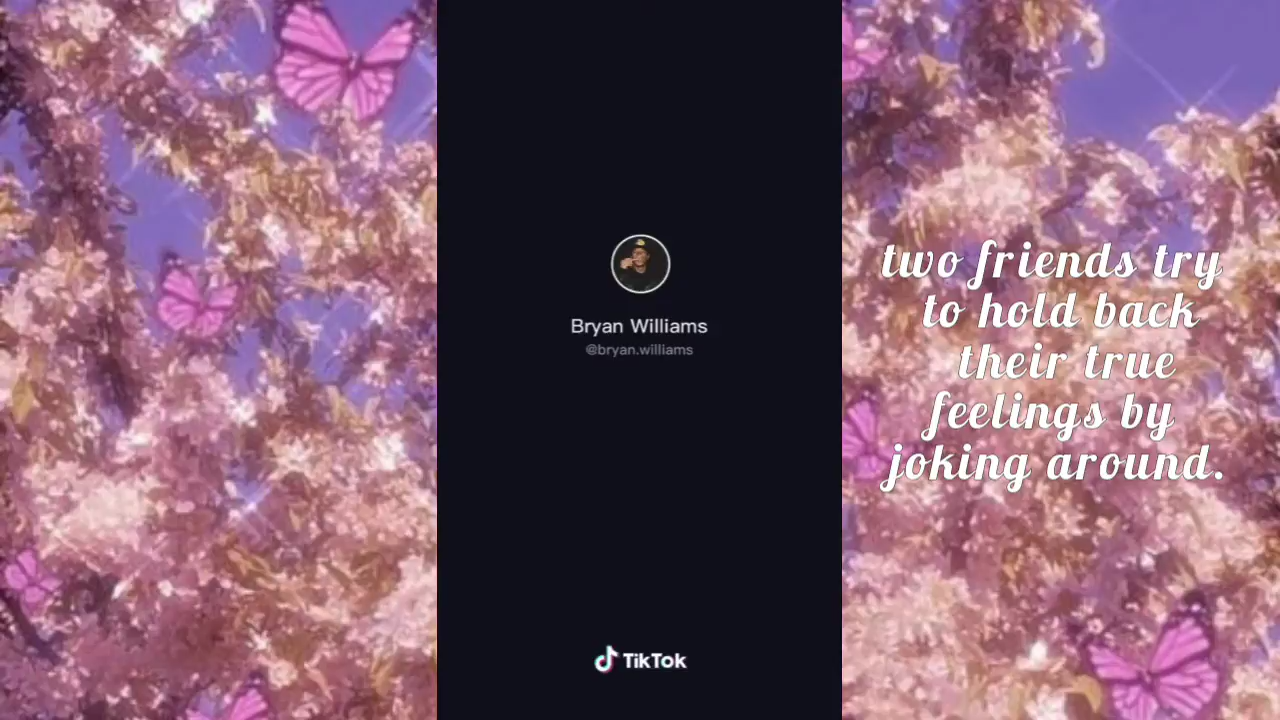 Bryan Williams
@bryan.williams
TikTok
two friends try
to hold back
their true
feelings by
joking around.